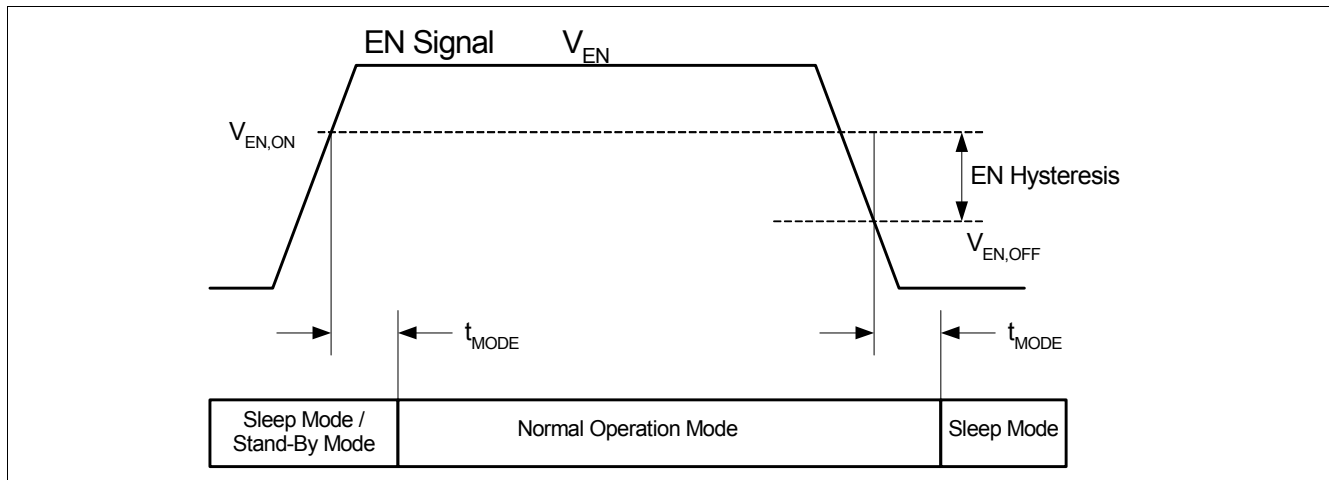 EN Signal V_EN
V_EN,ON
EN Hysteresis
V_EN,OFF
t_MODE t_MODE
Sleep Mode /
Stand-By Mode
Normal Operation Mode
Sleep Mode